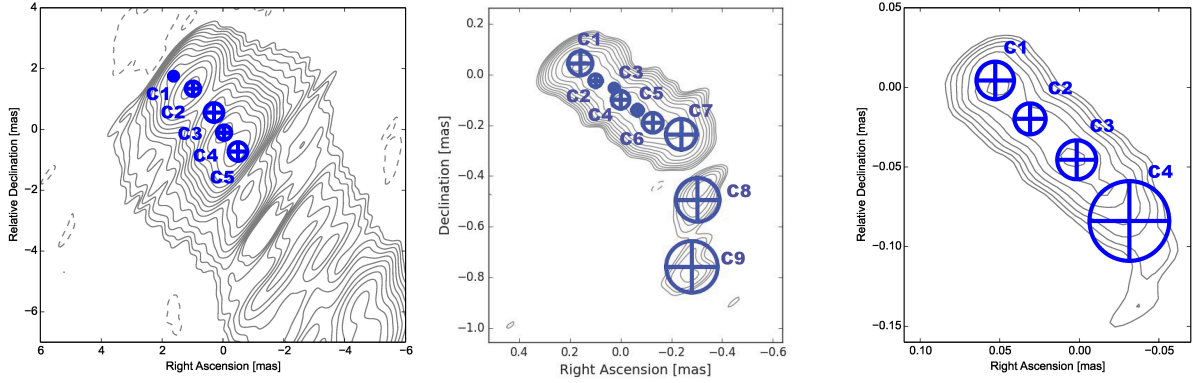 4
2
0
−2
−4
−6
6
4
2
0
−2
−4
−6
Relative Declination [mas]
Right Ascension [mas]
C1
C2
C3
C4
C5
0.2
0.0
−0.2
−0.4
−0.6
−0.8
−1.0
0.4
0.2
0.0
−0.2
−0.4
−0.6
Declination [mas]
Right Ascension [mas]
C1
C3
C2
C5
C4
C7
C6
C8
C9
0.05
0.00
−0.05
−0.10
−0.15
0.10
0.05
0.00
−0.05
Relative Declination [mas]
Right Ascension [mas]
C1
C2
C3
C4